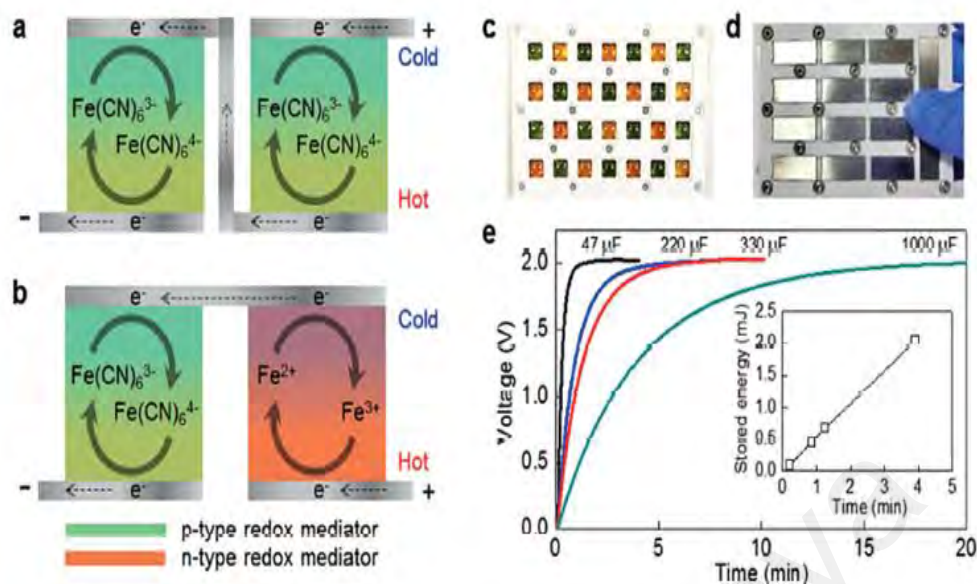 a
e⁻
e⁻
+
Cold
Fe(CN)₆³⁻
Fe(CN)₆⁴⁻
Fe(CN)₆³⁻
Fe(CN)₆⁴⁻
Hot
-
e⁻
e⁻
b
e⁻
e⁻
Cold
Fe(CN)₆³⁻
Fe(CN)₆⁴⁻
Fe²⁺
Fe³⁺
Hot
-
e⁻
e⁻
+
p-type redox mediator
n-type redox mediator
c
d
e
47 µF
220 µF
330 µF
1000 µF
Voltage (V)
2.0
1.5
1.0
0.5
0.0
0
5
10
15
20
Time (min)
Stored energy (mJ)
2.5
2.0
1.5
1.0
0.5
0.0
0
1
2
3
4
5
Time (min)